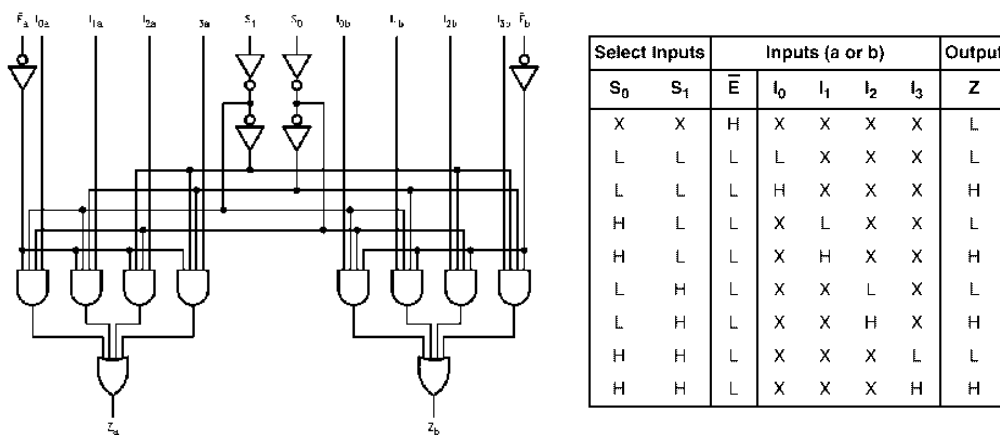 Ēa I0a I1a I2a 3a S1 S0 I0b I1b I2b I3b Ēb
Za Zb
Select Inputs Inputs (a or b) Output
S0 S1 Ē I0 I1 I2 I3 Z
X X H X X X X L
L L L L X X X L
L L L H X X X H
H L L X L X X L
H L L X H X X H
L H L X X L X L
L H L X X H X H
H H L X X X L L
H H L X X X H H